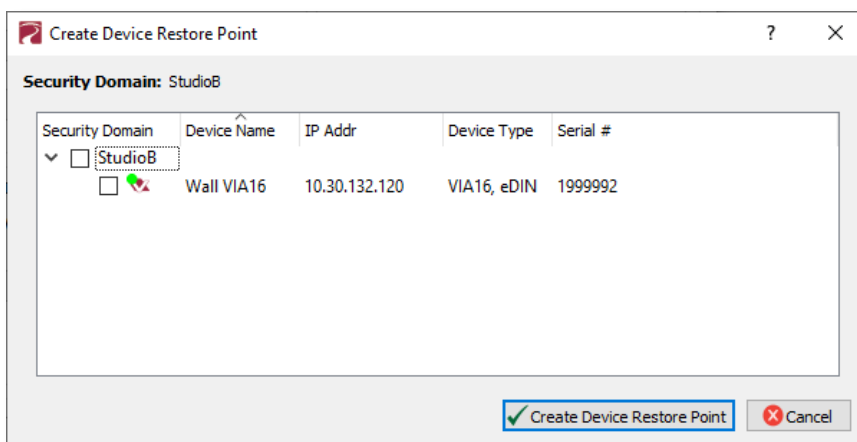 Create Device Restore Point
Security Domain: StudioB
Security Domain Device Name IP Addr Device Type Serial #
StudioB
Wall VIA16 10.30.132.120 VIA16, eDIN 1999992
Create Device Restore Point Cancel